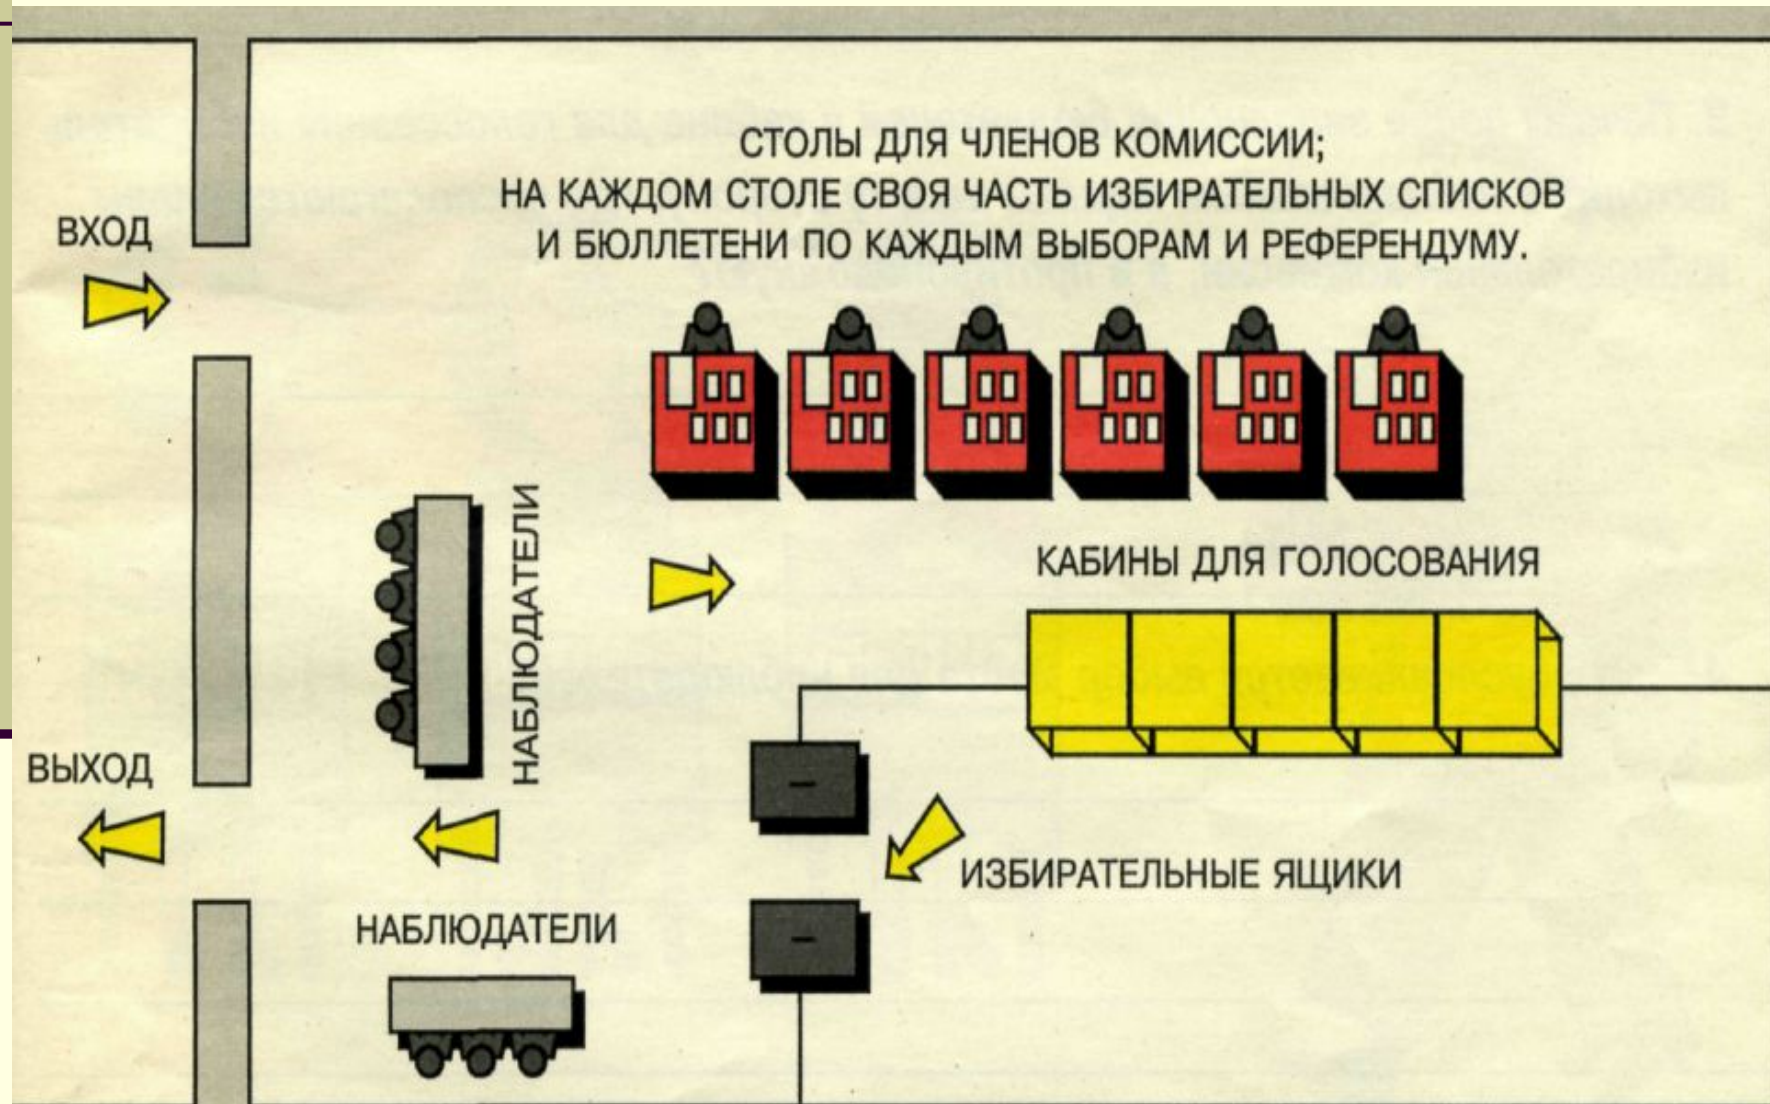 СТОЛЫ ДЛЯ ЧЛЕНОВ КОМИССИИ;
НА КАЖДОМ СТОЛЕ СВОЯ ЧАСТЬ ИЗБИРАТЕЛЬНЫХ СПИСКОВ
И БЮЛЛЕТЕНИ ПО КАЖДЫМ ВЫБОРАМ И РЕФЕРЕНДУМУ.
ВХОД
НАБЛЮДАТЕЛИ
КАБИНЫ ДЛЯ ГОЛОСОВАНИЯ
ВЫХОД
ИЗБИРАТЕЛЬНЫЕ ЯЩИКИ
НАБЛЮДАТЕЛИ